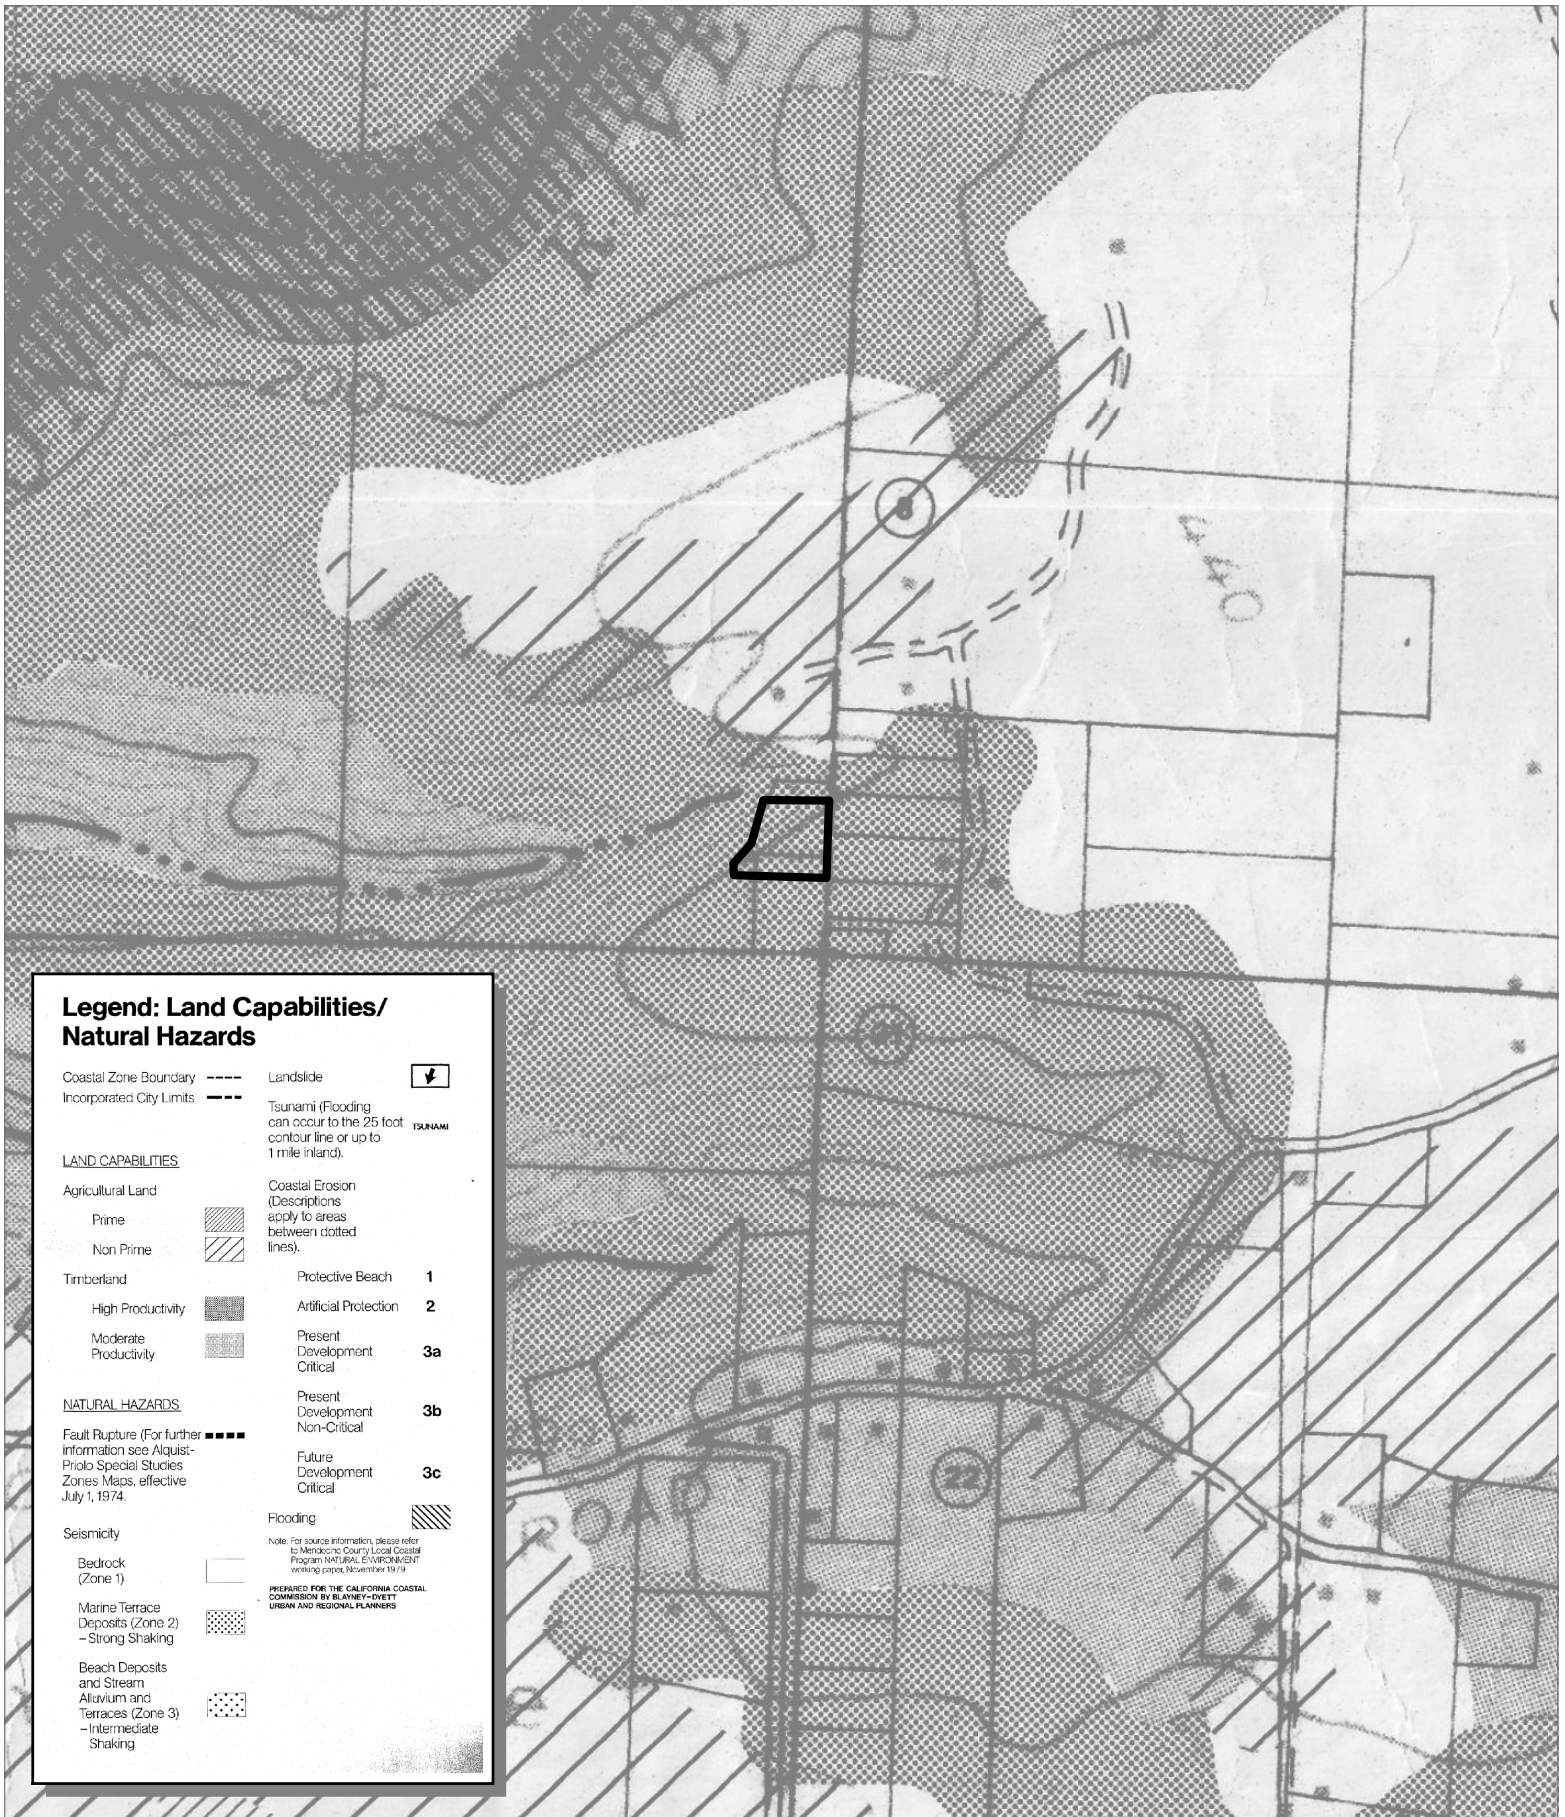 RIVE
200
8
440
21
22
ROAD
Legend: Land Capabilities/
Natural Hazards
Coastal Zone Boundary
Incorporated City Limits
LAND CAPABILITIES
Agricultural Land
Prime
Non Prime
Timberland
High Productivity
Moderate
Productivity
NATURAL HAZARDS
Fault Rupture (For further
information see Alquist-
Priolo Special Studies
Zones Maps, effective
July 1, 1974.
Seismicity
Bedrock
(Zone 1)
Marine Terrace
Deposits (Zone 2)
–Strong Shaking
Beach Deposits
and Stream
Alluvium and
Terraces (Zone 3)
–Intermediate
Shaking
Landslide
Tsunami (Flooding
can occur to the 25 foot
contour line or up to
1 mile inland).
TSUNAMI
Coastal Erosion
(Descriptions
apply to areas
between dotted
lines).
Protective Beach 1
Artificial Protection 2
Present
Development
Critical 3a
Present
Development
Non-Critical 3b
Future
Development
Critical 3c
Flooding
Note: For source information, please refer
to Mendocino County Local Coastal
Program NATURAL ENVIRONMENT
working paper, November 1979
PREPARED FOR THE CALIFORNIA COASTAL
COMMISSION BY BLAYNEY–DYETT
URBAN AND REGIONAL PLANNERS